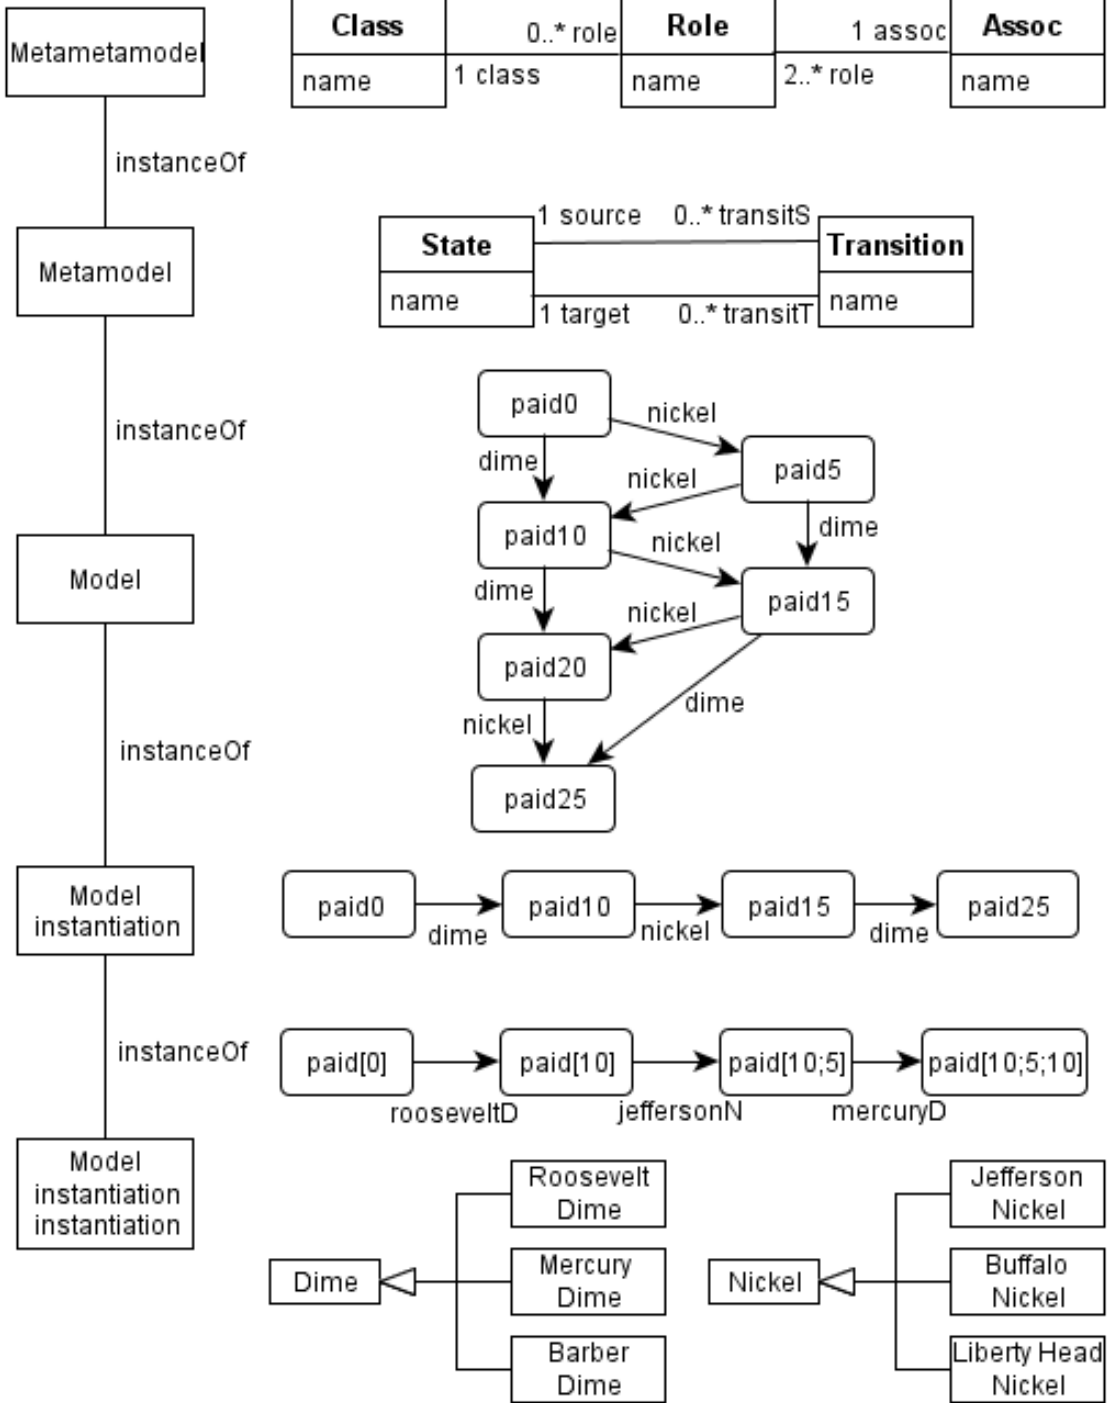 Metametamodel
Class
name
0..* role
1 class
Role
name
1 assoc
2..* role
Assoc
name
instanceOf
Metamodel
State
name
1 source
0..* transitS
1 target
0..* transitT
Transition
name
instanceOf
paid0
nickel
dime
paid5
nickel
paid10
dime
nickel
dime
paid15
nickel
paid20
dime
nickel
paid25
Model
instanceOf
Model
instantiation
paid0
dime
paid10
nickel
paid15
dime
paid25
instanceOf
paid[0]
rooseveltD
paid[10]
jeffersonN
paid[10;5]
mercuryD
paid[10;5;10]
Model
instantiation
instantiation
Dime
Roosevelt
Dime
Mercury
Dime
Barber
Dime
Nickel
Jefferson
Nickel
Buffalo
Nickel
Liberty Head
Nickel